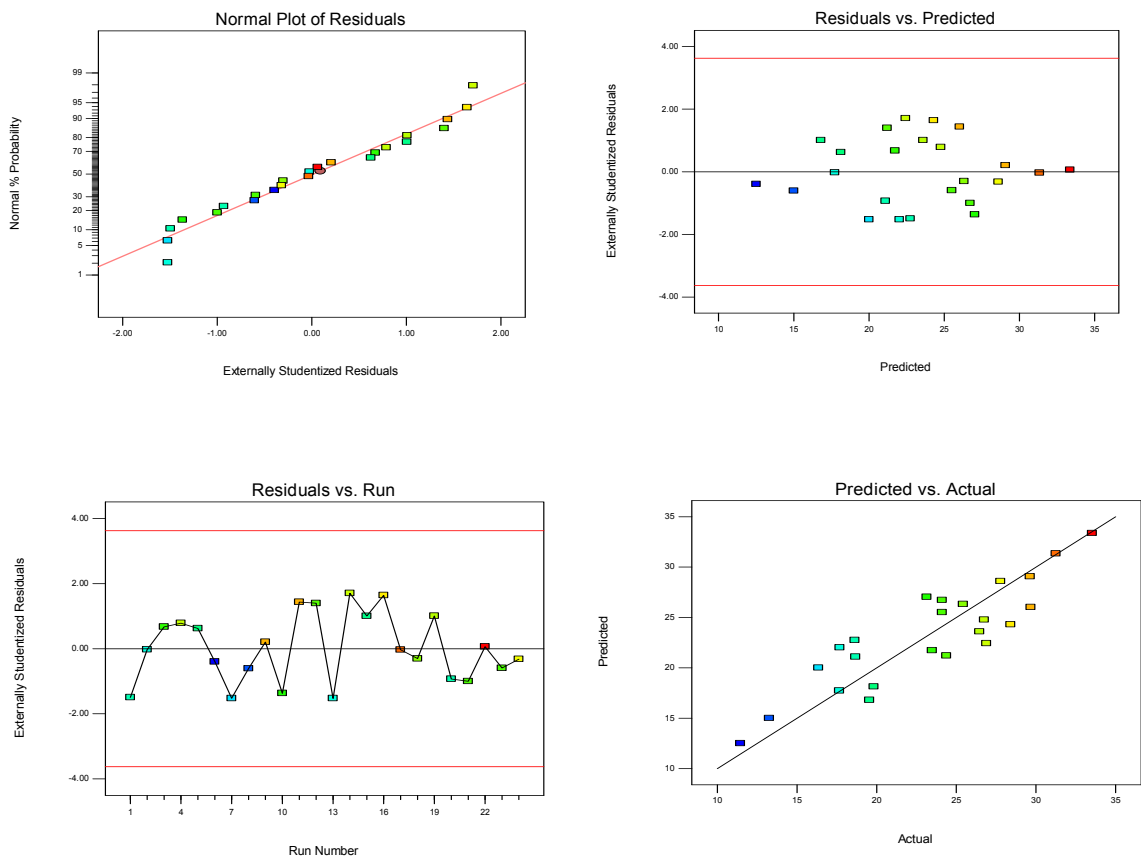 Normal Plot of Residuals
Normal % Probability
99
95
90
80
70
50
30
20
10
5
1
-2.00 -1.00 0.00 1.00 2.00
Externally Studentized Residuals
Residuals vs. Predicted
Externally Studentized Residuals
4.00
2.00
0.00
-2.00
-4.00
10 15 20 25 30 35
Predicted
Residuals vs. Run
Externally Studentized Residuals
4.00
2.00
0.00
-2.00
-4.00
1 4 7 10 13 16 19 22
Run Number
Predicted vs. Actual
Predicted
35
30
25
20
15
10
10 15 20 25 30 35
Actual